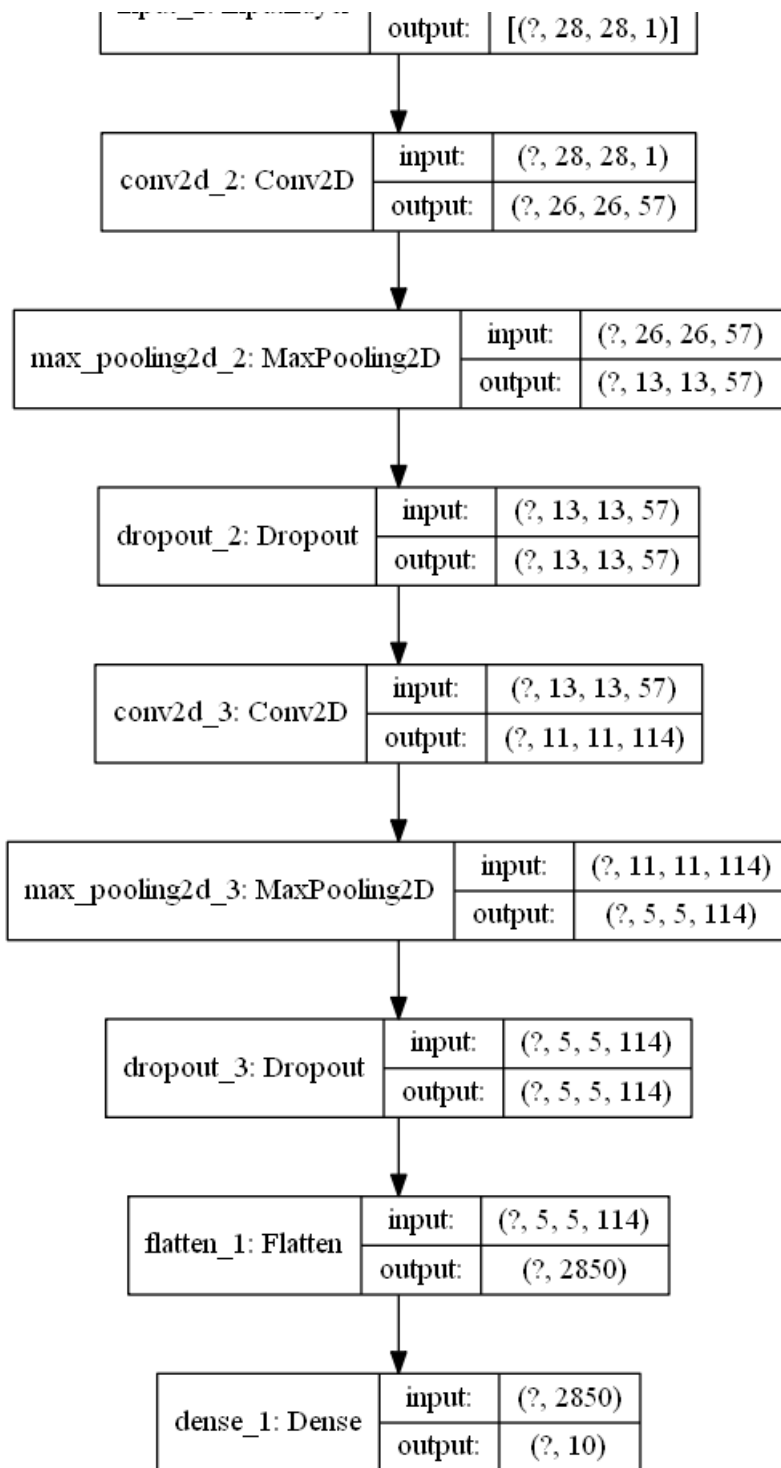 output: [(?, 28, 28, 1)]
conv2d_2: Conv2D
input: (?, 28, 28, 1)
output: (?, 26, 26, 57)
max_pooling2d_2: MaxPooling2D
input: (?, 26, 26, 57)
output: (?, 13, 13, 57)
dropout_2: Dropout
input: (?, 13, 13, 57)
output: (?, 13, 13, 57)
conv2d_3: Conv2D
input: (?, 13, 13, 57)
output: (?, 11, 11, 114)
max_pooling2d_3: MaxPooling2D
input: (?, 11, 11, 114)
output: (?, 5, 5, 114)
dropout_3: Dropout
input: (?, 5, 5, 114)
output: (?, 5, 5, 114)
flatten_1: Flatten
input: (?, 5, 5, 114)
output: (?, 2850)
dense_1: Dense
input: (?, 2850)
output: (?, 10)